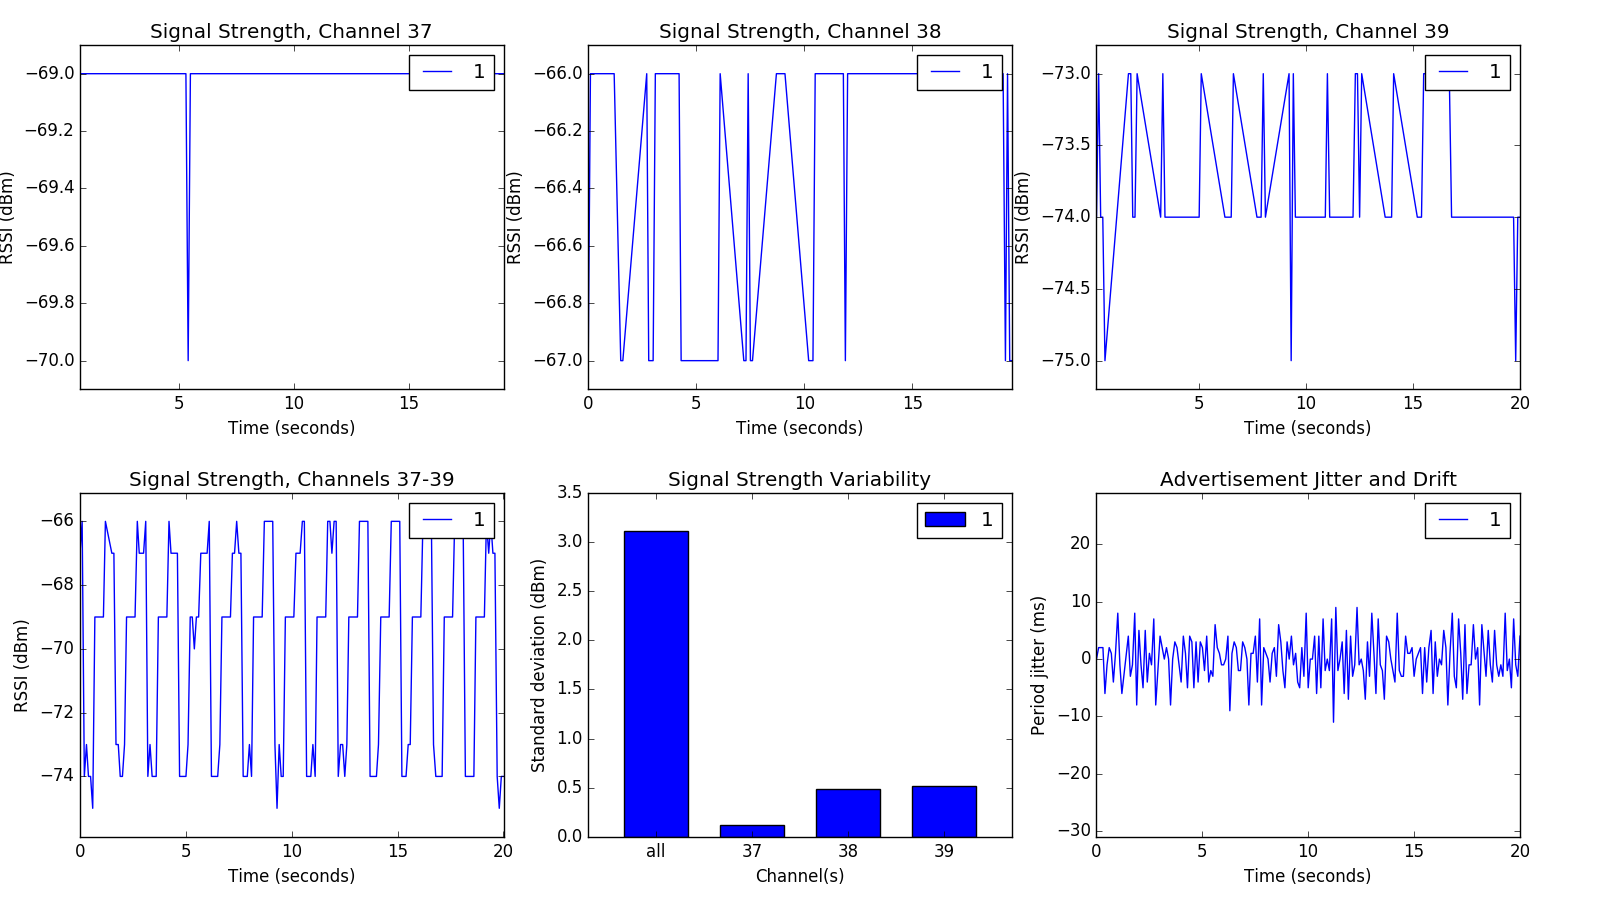 Signal Strength, Channel 37
1
−69.0
−69.2
−69.4
−69.6
−69.8
−70.0
RSSI (dBm)
5 10 15
Time (seconds)
Signal Strength, Channel 38
1
−66.0
−66.2
−66.4
−66.6
−66.8
−67.0
RSSI (dBm)
0 5 10 15
Time (seconds)
Signal Strength, Channel 39
1
−73.0
−73.5
−74.0
−74.5
−75.0
RSSI (dBm)
5 10 15 20
Time (seconds)
Signal Strength, Channels 37-39
1
−66
−68
−70
−72
−74
RSSI (dBm)
0 5 10 15 20
Time (seconds)
Signal Strength Variability
1
3.5
3.0
2.5
2.0
1.5
1.0
0.5
0.0
Standard deviation (dBm)
all 37 38 39
Channel(s)
Advertisement Jitter and Drift
1
20
10
0
−10
−20
−30
Period jitter (ms)
0 5 10 15 20
Time (seconds)